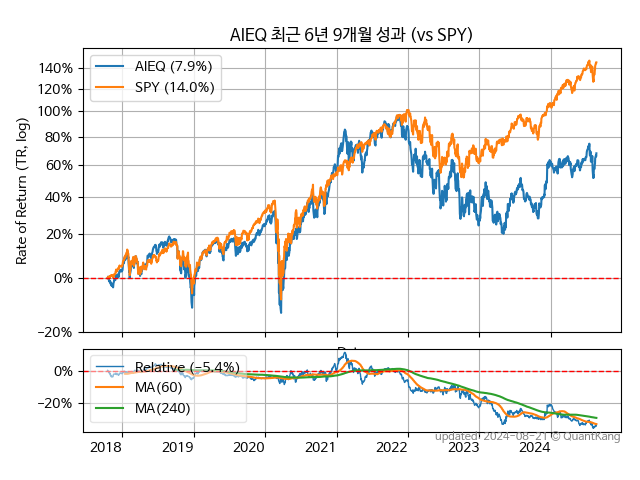 AIEQ 최근 6년 9개월 성과 (vs SPY)
Rate of Return (TR, log)
140%
120%
100%
80%
60%
40%
20%
0%
−20%
AIEQ (7.9%)
SPY (14.0%)
0%
−20%
Relative (−5.4%)
MA(60)
MA(240)
updated: 2024-08-21 © QuantKang
2018 2019 2020 2021 2022 2023 2024